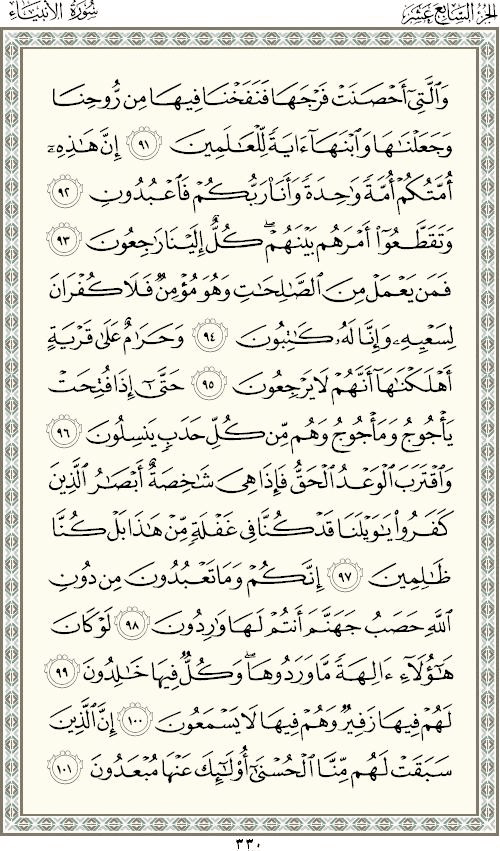 الجزء السابع عشر
سورة الأنبياء
وَٱلَّتِىٓ أَحۡصَنَتۡ فَرۡجَهَا فَنَفَخۡنَا فِيهَا مِن رُّوحِنَا
وَجَعَلۡنَٰهَا وَٱبۡنَهَآ ءَايَةٗ لِّلۡعَٰلَمِينَ ٩١ إِنَّ هَٰذِهِۦٓ
أُمَّتُكُمۡ أُمَّةٗ وَٰحِدَةٗ وَأَنَا۠ رَبُّكُمۡ فَٱعۡبُدُونِ ٩٢
وَتَقَطَّعُوٓاْ أَمۡرَهُم بَيۡنَهُمۡۖ كُلٌّ إِلَيۡنَا رَٰجِعُونَ ٩٣
فَمَن يَعۡمَلۡ مِنَ ٱلصَّٰلِحَٰتِ وَهُوَ مُؤۡمِنٞ فَلَا كُفۡرَانَ
لِسَعۡيِهِۦ وَإِنَّا لَهُۥ كَٰتِبُونَ ٩٤ وَحَرَٰمٌ عَلَىٰ قَرۡيَةٍ
أَهۡلَكۡنَٰهَآ أَنَّهُمۡ لَا يَرۡجِعُونَ ٩٥ حَتَّىٰٓ إِذَا فُتِحَتۡ
يَأۡجُوجُ وَمَأۡجُوجُ وَهُم مِّن كُلِّ حَدَبٖ يَنسِلُونَ ٩٦
وَٱقۡتَرَبَ ٱلۡوَعۡدُ ٱلۡحَقُّ فَإِذَا هِىَ شَٰخِصَةٌ أَبۡصَٰرُ ٱلَّذِينَ
كَفَرُواْ يَٰوَيۡلَنَا قَدۡ كُنَّا فِى غَفۡلَةٖ مِّنۡ هَٰذَا بَلۡ كُنَّا
ظَٰلِمِينَ ٩٧ إِنَّكُمۡ وَمَا تَعۡبُدُونَ مِن دُونِ
ٱللَّهِ حَصَبُ جَهَنَّمَ أَنتُمۡ لَهَا وَٰرِدُونَ ٩٨ لَوۡ كَانَ
هَٰٓؤُلَآءِ ءَالِهَةٗ مَّا وَرَدُوهَاۖ وَكُلّٞ فِيهَا خَٰلِدُونَ ٩٩
لَهُمۡ فِيهَا زَفِيرٞ وَهُمۡ فِيهَا لَا يَسۡمَعُونَ ١٠٠ إِنَّ ٱلَّذِينَ
سَبَقَتۡ لَهُم مِّنَّا ٱلۡحُسۡنَىٰٓ أُوْلَٰٓئِكَ عَنۡهَا مُبۡعَدُونَ ١٠١
٣٣٠